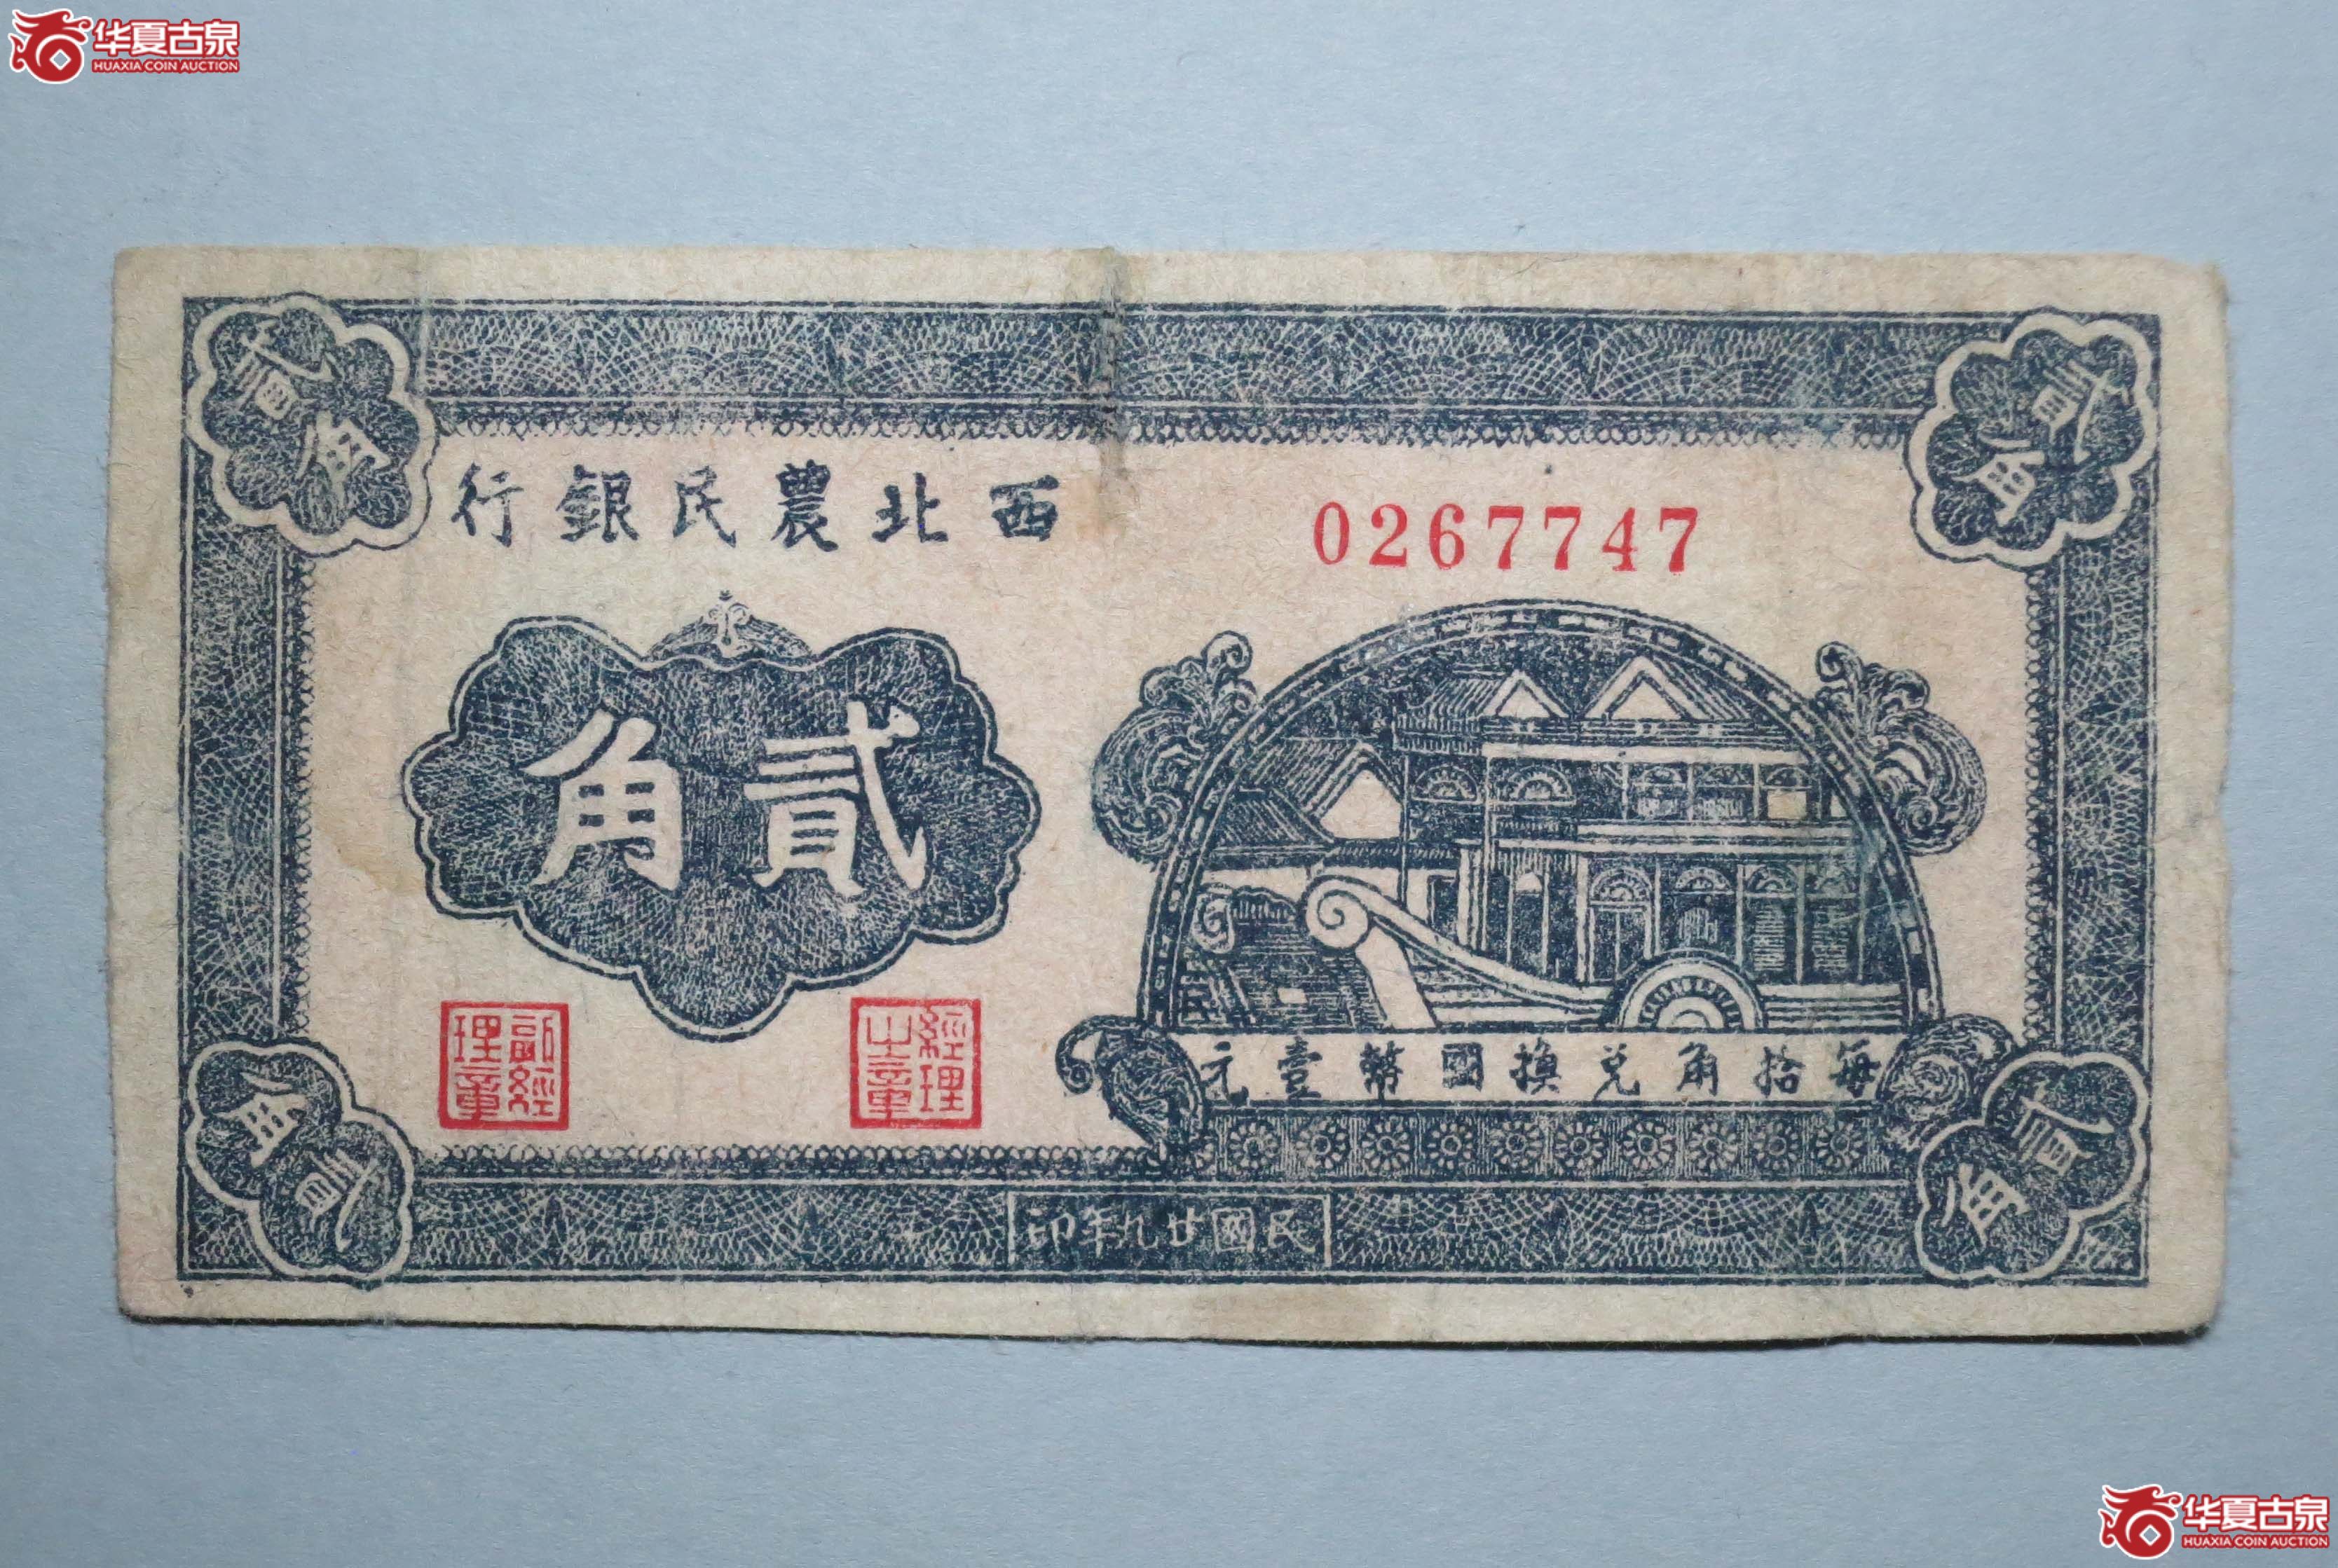 华夏古泉
HUAXIA COIN AUCTION
貳角
貳角
西北農民銀行
0267747
貳角
副經理章
經理之章
每拾角兌換國幣壹元
貳角
貳角
民國廿九年印
华夏古泉
HUAXIA COIN AUCTION